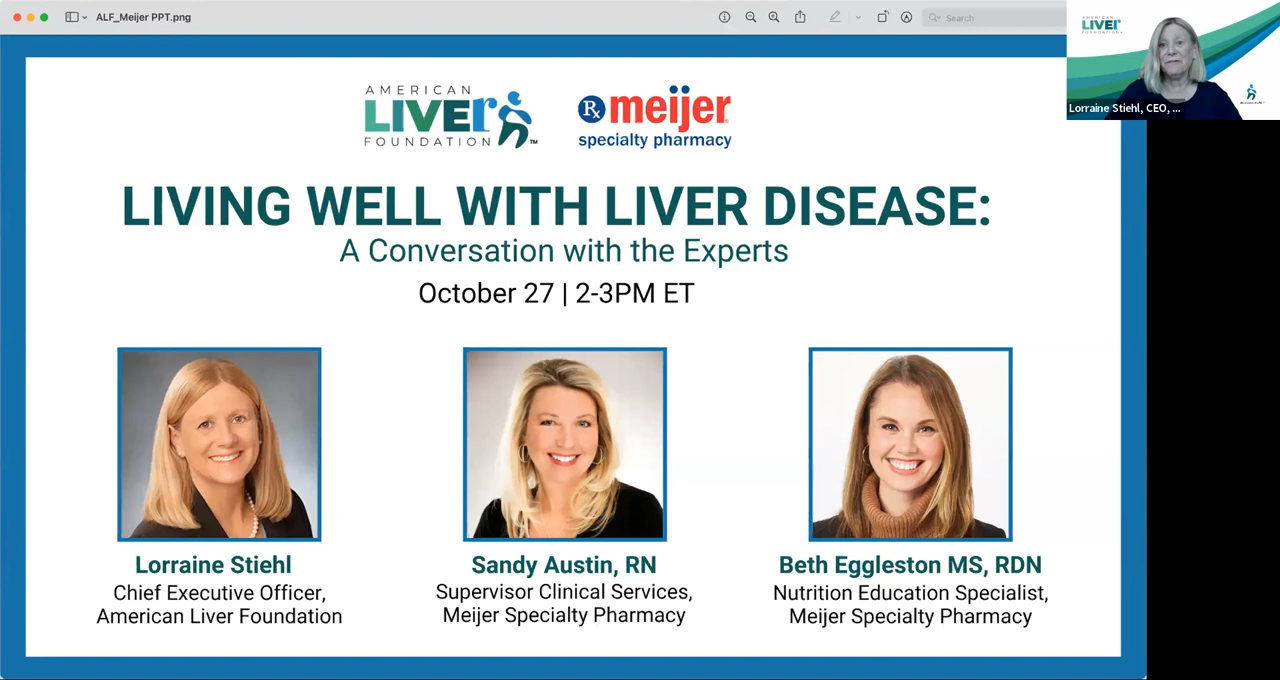 ALF_Meijer PPT.png
Search
AMERICAN
LIVER
FOUNDATION
Lorraine Stiehl, CEO, ...
AMERICAN
LIVER
FOUNDATION™
Rx meijer
specialty pharmacy
LIVING WELL WITH LIVER DISEASE:
A Conversation with the Experts
October 27 | 2-3PM ET
Lorraine Stiehl
Chief Executive Officer,
American Liver Foundation
Sandy Austin, RN
Supervisor Clinical Services,
Meijer Specialty Pharmacy
Beth Eggleston MS, RDN
Nutrition Education Specialist,
Meijer Specialty Pharmacy